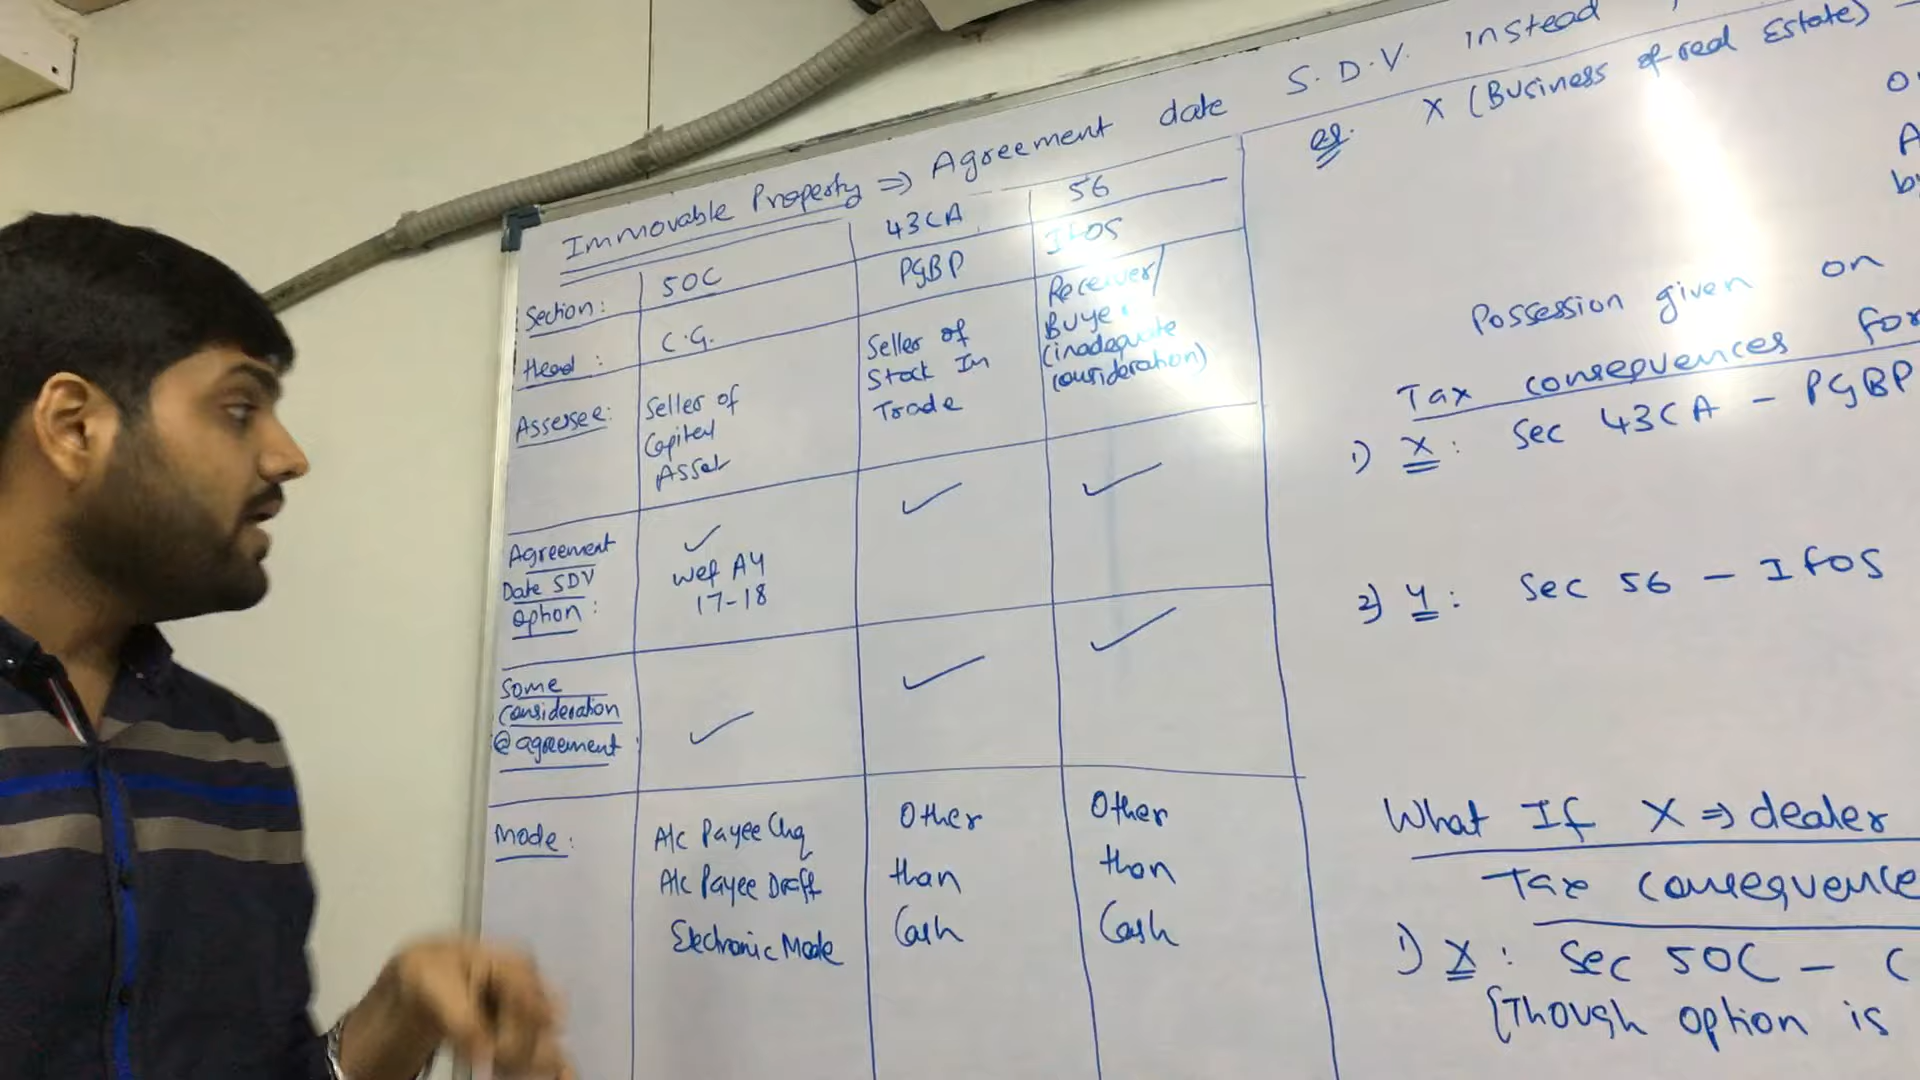 Immovable Property ⇒ Agreement date S.D.V. instead
Section: 50C 43CA 56
Head: C.G. PGBP IFOS
Assessee:
Seller of
Capital
Asset
Seller of
Stock In
Trade
Receiver/
Buye
(inadequate
consideration)
Agreement
Date SDV
option:
✓
wef AY
17-18
✓
✓
Some
Consideration
@ agreement:
✓
✓
✓
Mode:
A/c Payee Chq
A/c Payee Draft
Electronic Mode
Other
than
Cash
Other
than
Cash
eg. X (Business of real Estate)
Possession given on
Tax consequences for
1) X: Sec 43CA - PGBP
2) Y: Sec 56 - IFOS
What If X ⇒ dealer
Tax consequence
1) X: Sec 50C - C
{Though option is